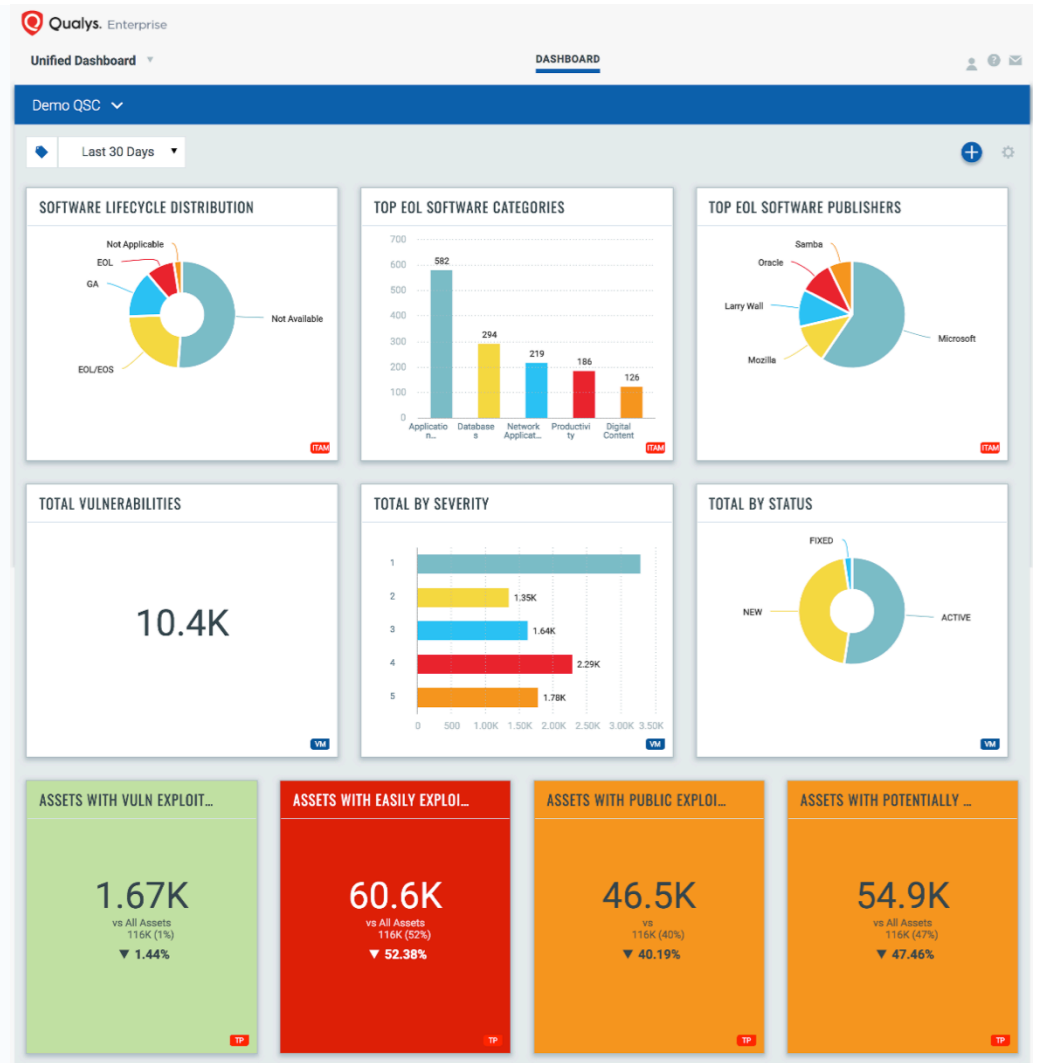 Qualys. Enterprise
Unified Dashboard
DASHBOARD
Demo QSC
Last 30 Days
SOFTWARE LIFECYCLE DISTRIBUTION
Not Applicable
EOL
GA
Not Available
EOL/EOS
ITAM
TOP EOL SOFTWARE CATEGORIES
700
600
500
400
300
200
100
0
582
294
219
186
126
Applicatio
n...
Database
s
Network
Applicat...
Productivi
ty
Digital
Content
ITAM
TOP EOL SOFTWARE PUBLISHERS
Samba
Oracle
Larry Wall
Microsoft
Mozilla
ITAM
TOTAL VULNERABILITIES
10.4K
VM
TOTAL BY SEVERITY
1
2
1.35K
3
1.64K
4
2.29K
5
1.78K
0 500 1.00K 1.50K 2.00K 2.50K 3.00K 3.50K
VM
TOTAL BY STATUS
FIXED
NEW
ACTIVE
VM
ASSETS WITH VULN EXPLOIT...
1.67K
vs All Assets
116K (1%)
▼ 1.44%
TP
ASSETS WITH EASILY EXPLOI...
60.6K
vs All Assets
116K (52%)
▼ 52.38%
TP
ASSETS WITH PUBLIC EXPLOI...
46.5K
vs
116K (40%)
▼ 40.19%
TP
ASSETS WITH POTENTIALLY ...
54.9K
vs All Assets
116K (47%)
▼ 47.46%
TP